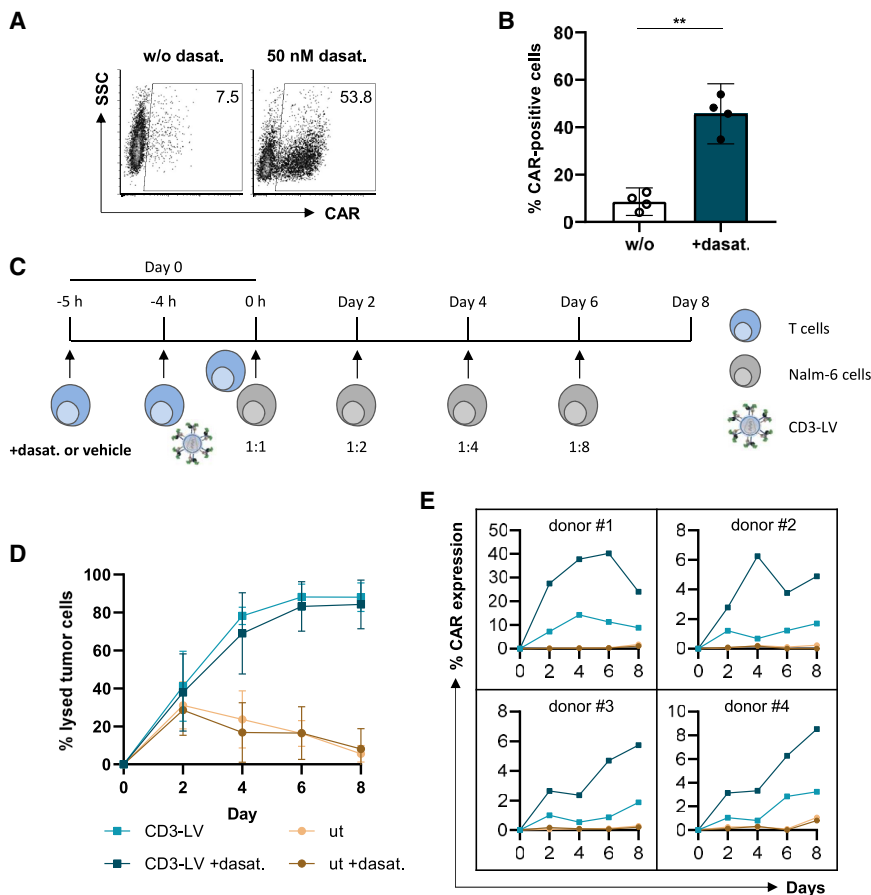 A
w/o dasat.
50 nM dasat.
SSC
7.5
53.8
CAR
B
**
% CAR-positive cells
80
60
40
20
0
w/o
+dasat.
C
Day 0
-5 h
-4 h
0 h
Day 2
Day 4
Day 6
Day 8
T cells
Nalm-6 cells
CD3-LV
+dasat. or vehicle
1:1
1:2
1:4
1:8
D
% lysed tumor cells
100
80
60
40
20
0
0
2
4
6
8
Day
CD3-LV
ut
CD3-LV +dasat.
ut +dasat.
E
% CAR expression
donor #1
50
40
30
20
10
0
0 2 4 6 8
donor #2
8
6
4
2
0
0 2 4 6 8
donor #3
8
6
4
2
0
0 2 4 6 8
donor #4
10
8
6
4
2
0
0 2 4 6 8
Days